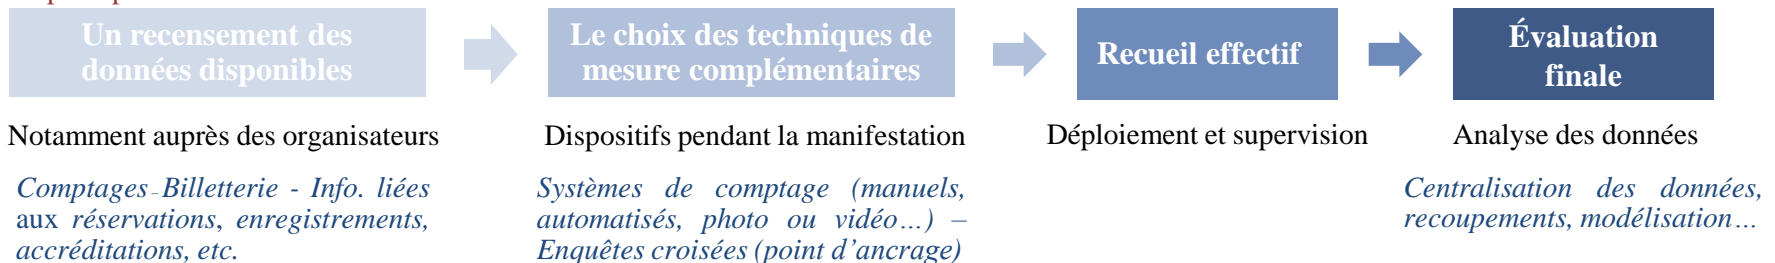 Un recensement des
données disponibles
Le choix des techniques de
mesure complémentaires
Recueil effectif
Évaluation
finale
Notamment auprès des organisateurs
Dispositifs pendant la manifestation
Déploiement et supervision
Analyse des données
Comptages - Billetterie - Info. liées
aux réservations, enregistrements,
accréditations, etc.
Systèmes de comptage (manuels,
automatisés, photo ou vidéo…) –
Enquêtes croisées (point d’ancrage)
Centralisation des données,
recoupements, modélisation…